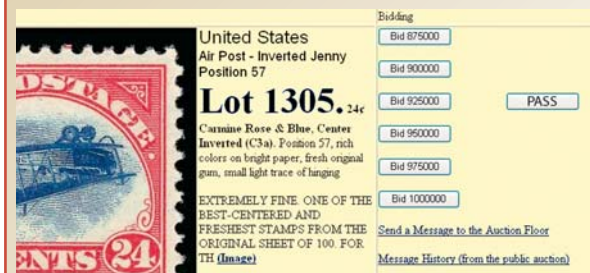 POSTAGE
CENTS 24
United States
Air Post - Inverted Jenny
Position 57
Lot 1305. 24c
Carmine Rose & Blue, Center
Inverted (C3a). Position 57, rich
colors on bright paper, fresh original
gum, small light trace of hinging
EXTREMELY FINE. ONE OF THE
BEST-CENTERED AND
FRESHEST STAMPS FROM THE
ORIGINAL SHEET OF 100. FOR
TH (Image)
Bidding
Bid 875000
Bid 900000
Bid 925000
PASS
Bid 950000
Bid 975000
Bid 1000000
Send a Message to the Auction Floor
Message History (from the public auction)